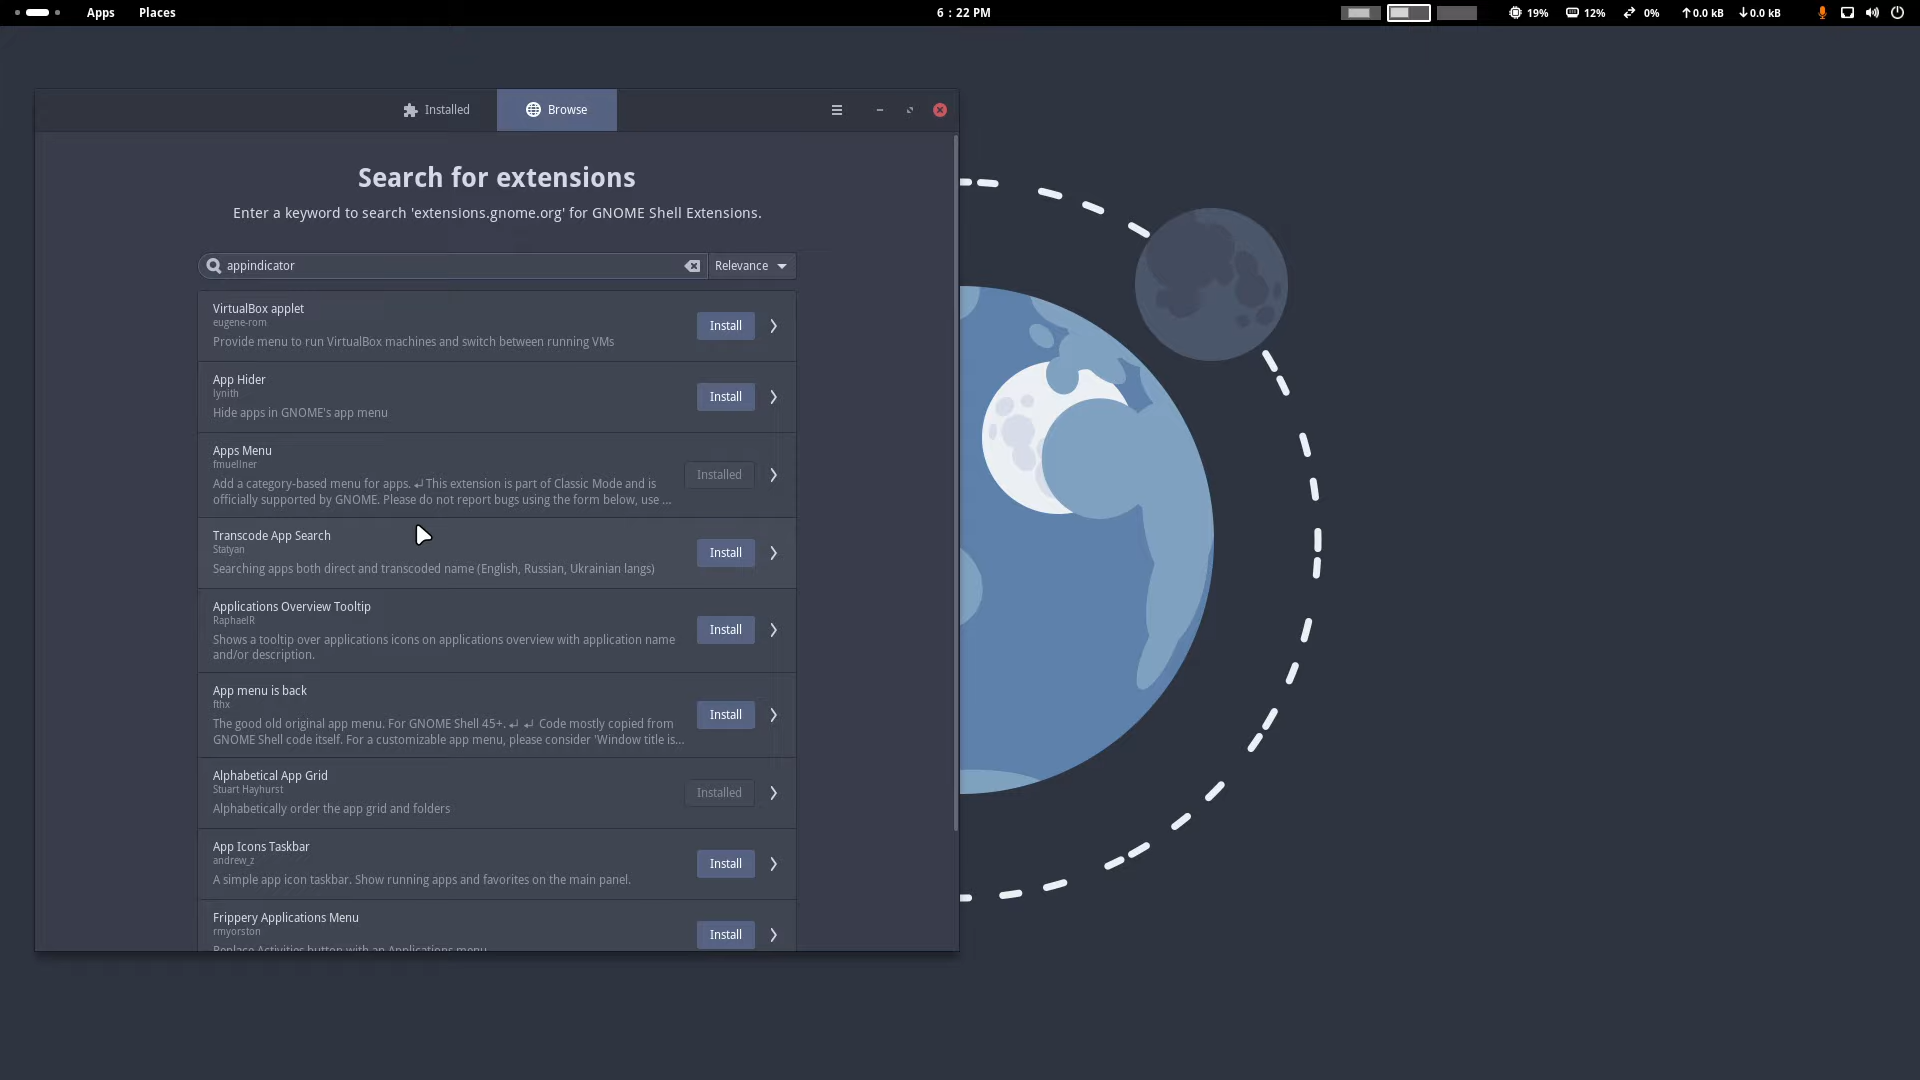 Apps Places 6 : 22 PM 19% 12% 0% 0.0 kB 0.0 kB
Installed Browse
Search for extensions
Enter a keyword to search 'extensions.gnome.org' for GNOME Shell Extensions.
appindicator Relevance
VirtualBox applet
eugene-rom
Provide menu to run VirtualBox machines and switch between running VMs
Install
App Hider
lynith
Hide apps in GNOME's app menu
Install
Apps Menu
fmuellner
Add a category-based menu for apps. ↵This extension is part of Classic Mode and is
officially supported by GNOME. Please do not report bugs using the form below, use ...
Installed
Transcode App Search
Statyan
Searching apps both direct and transcoded name (English, Russian, Ukrainian langs)
Install
Applications Overview Tooltip
RaphaelR
Shows a tooltip over applications icons on applications overview with application name
and/or description.
Install
App menu is back
fthx
The good old original app menu. For GNOME Shell 45+. ↵ ↵ Code mostly copied from
GNOME Shell code itself. For a customizable app menu, please consider 'Window title is...
Install
Alphabetical App Grid
Stuart Hayhurst
Alphabetically order the app grid and folders
Installed
App Icons Taskbar
andrew_z
A simple app icon taskbar. Show running apps and favorites on the main panel.
Install
Frippery Applications Menu
rmyorston
Replace Activities button with an Applications menu
Install